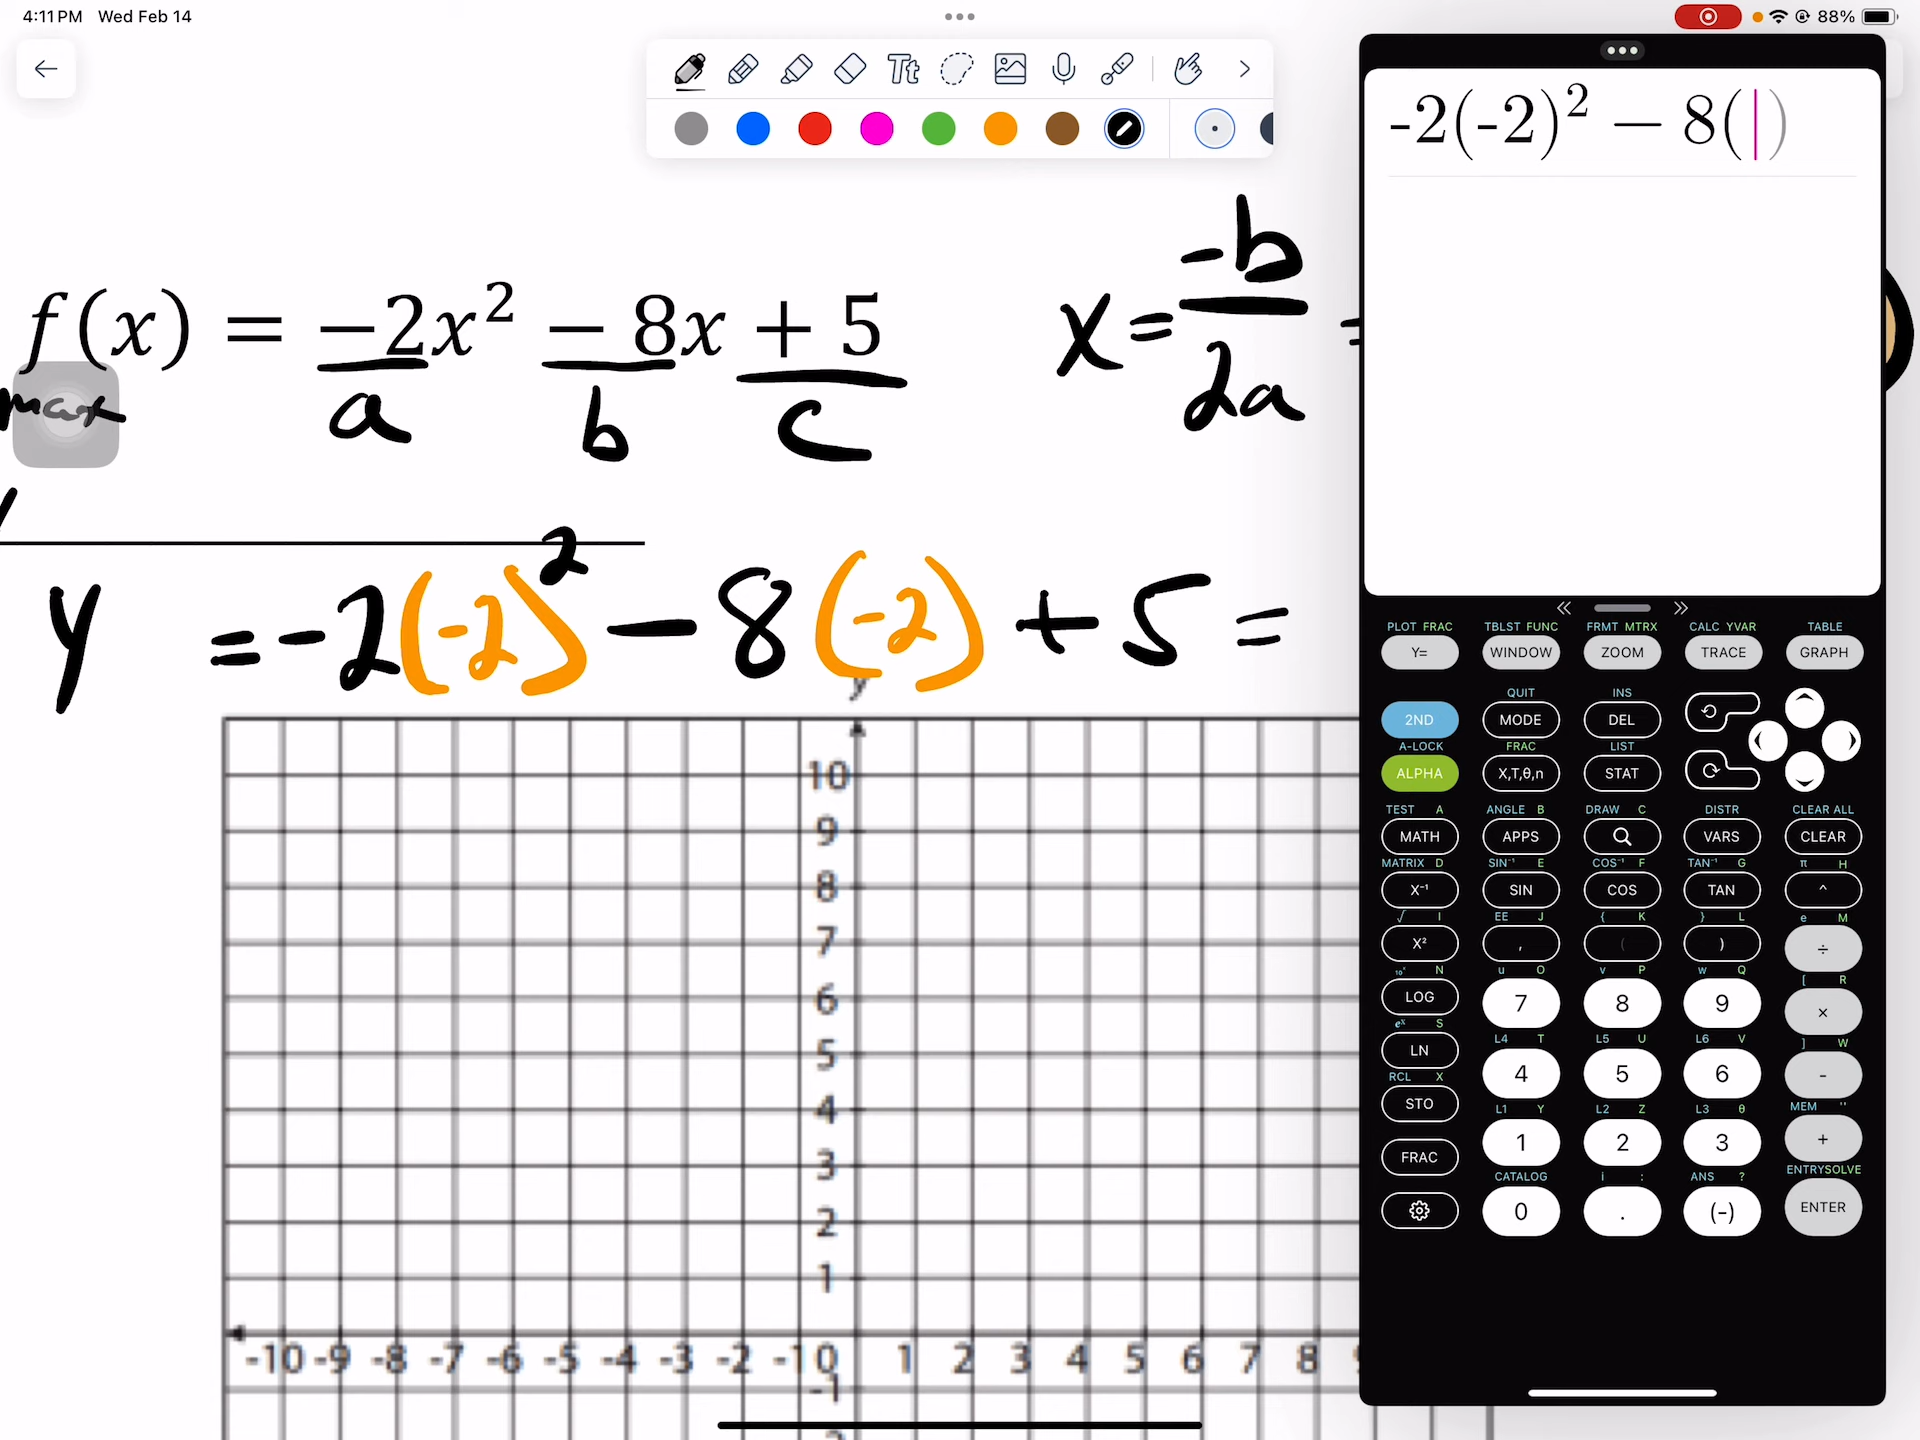 4:11 PM Wed Feb 14
88%
Tt
-2(-2)² – 8()
f(x) = −2x² − 8x + 5
a b c
max
x = -b / 2a =
y = -2(-2)² - 8(-2) + 5 =
y
10
9
8
7
6
5
4
3
2
1
-10 -9 -8 -7 -6 -5 -4 -3 -2 -1 0 1 2 3 4 5 6 7 8
-1
PLOT FRAC TBLST FUNC FRMT MTRX CALC YVAR TABLE
Y= WINDOW ZOOM TRACE GRAPH
QUIT INS
2ND MODE DEL
A-LOCK FRAC LIST
ALPHA X,T,θ,n STAT
TEST A ANGLE B DRAW C DISTR CLEAR ALL
MATH APPS VARS CLEAR
MATRIX D SIN⁻¹ E COS⁻¹ F TAN⁻¹ G π H
X⁻¹ SIN COS TAN ^
√ I EE J { K } L e M
X² , ( ) ÷
10ˣ N u O v P w Q [ R
LOG 7 8 9 ×
eˣ S L4 T L5 U L6 V ] W
LN 4 5 6 -
RCL X L1 Y L2 Z L3 θ MEM "
STO 1 2 3 +
FRAC CATALOG i : ANS ? ENTRY SOLVE
0 . (-) ENTER